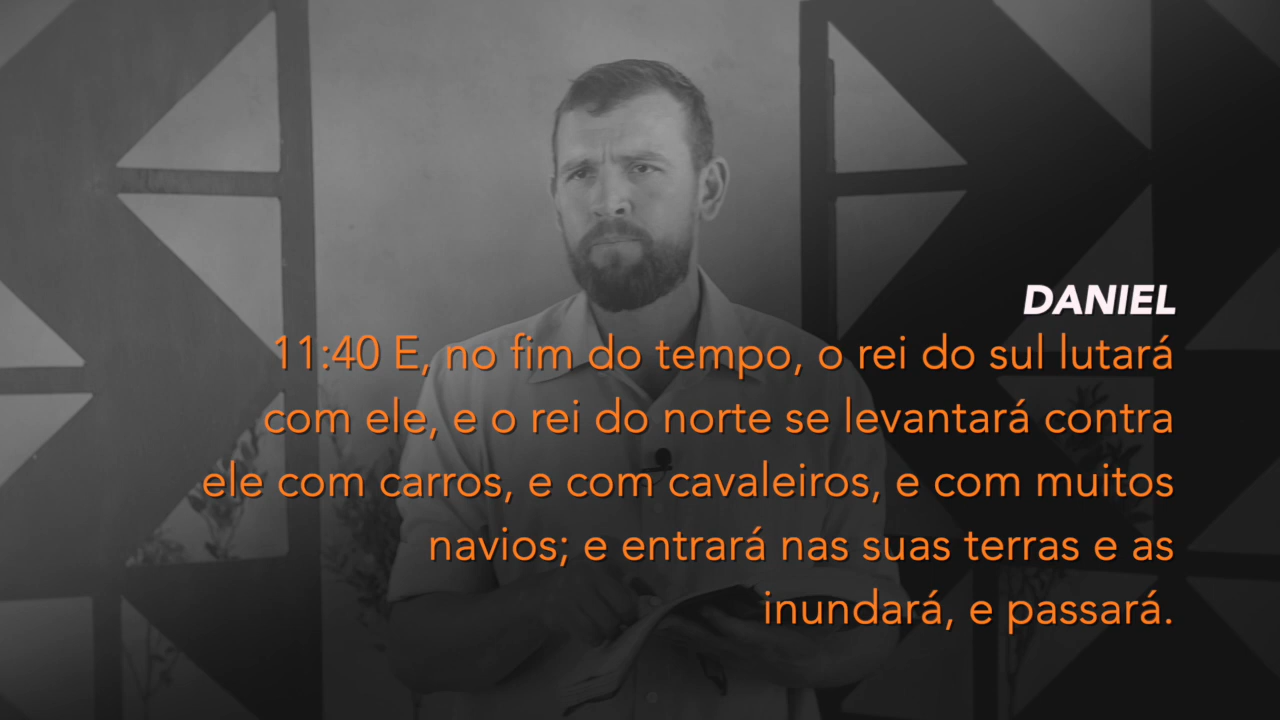 DANIEL
11:40 E, no fim do tempo, o rei do sul lutará
com ele, e o rei do norte se levantará contra
ele com carros, e com cavaleiros, e com muitos
navios; e entrará nas suas terras e as
inundará, e passará.